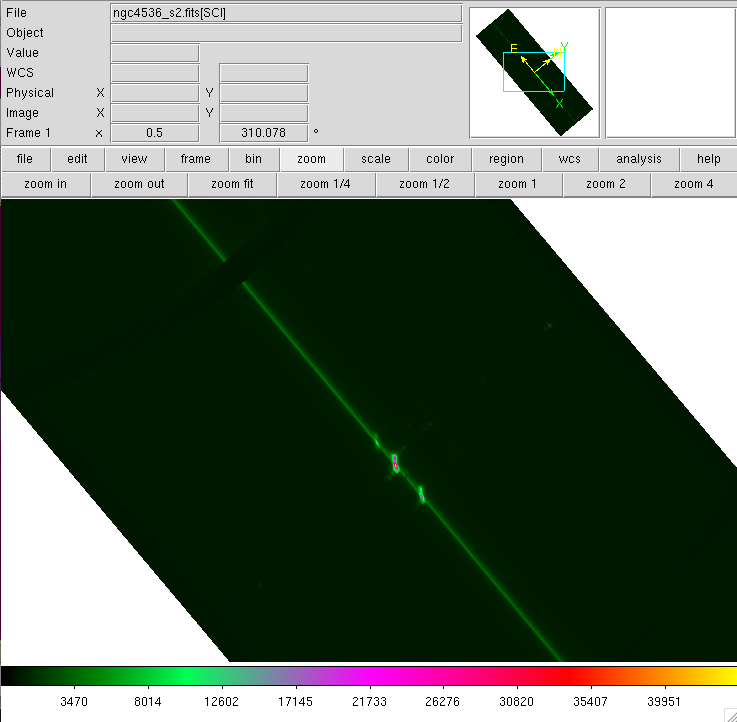 File ngc4536_s2.fits[SCI]
Object
Value
WCS
Physical X Y
Image X Y
Frame 1 x 0.5 310.078 °
E N Y
X
file edit view frame bin zoom scale color region wcs analysis help
zoom in zoom out zoom fit zoom 1/4 zoom 1/2 zoom 1 zoom 2 zoom 4
3470 8014 12602 17145 21733 26276 30820 35407 39951